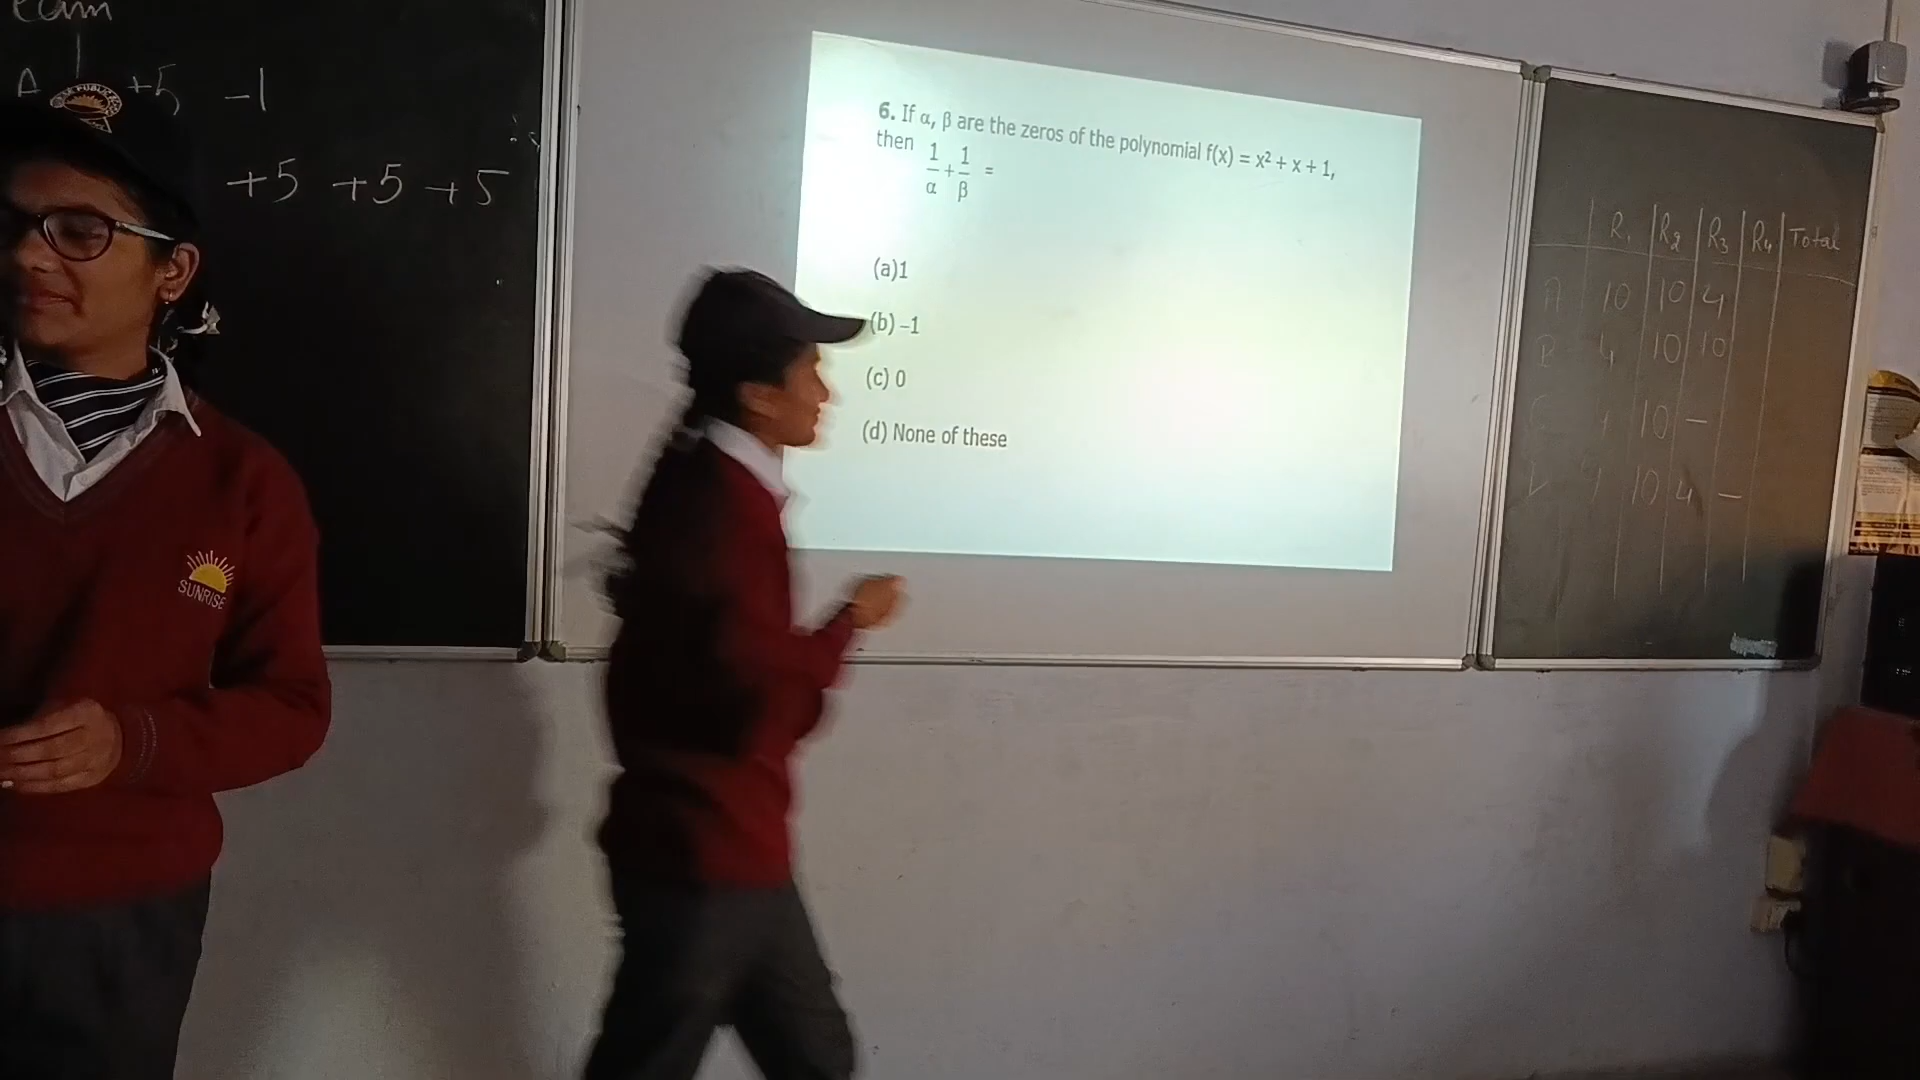 +5 -1
+5 +5 +5
SUNRISE
6. If α, β are the zeros of the polynomial f(x) = x² + x + 1,
then 1/α + 1/β =
(a)1
(b) –1
(c) 0
(d) None of these
R₁ R₂ R₃ R₄ Total
A 10 10 4
B 4 10 10
10 –
10 4 –